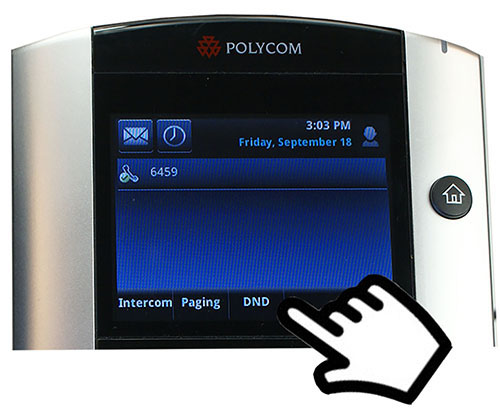 POLYCOM
3:03 PM
Friday, September 18
6459
Intercom Paging DND